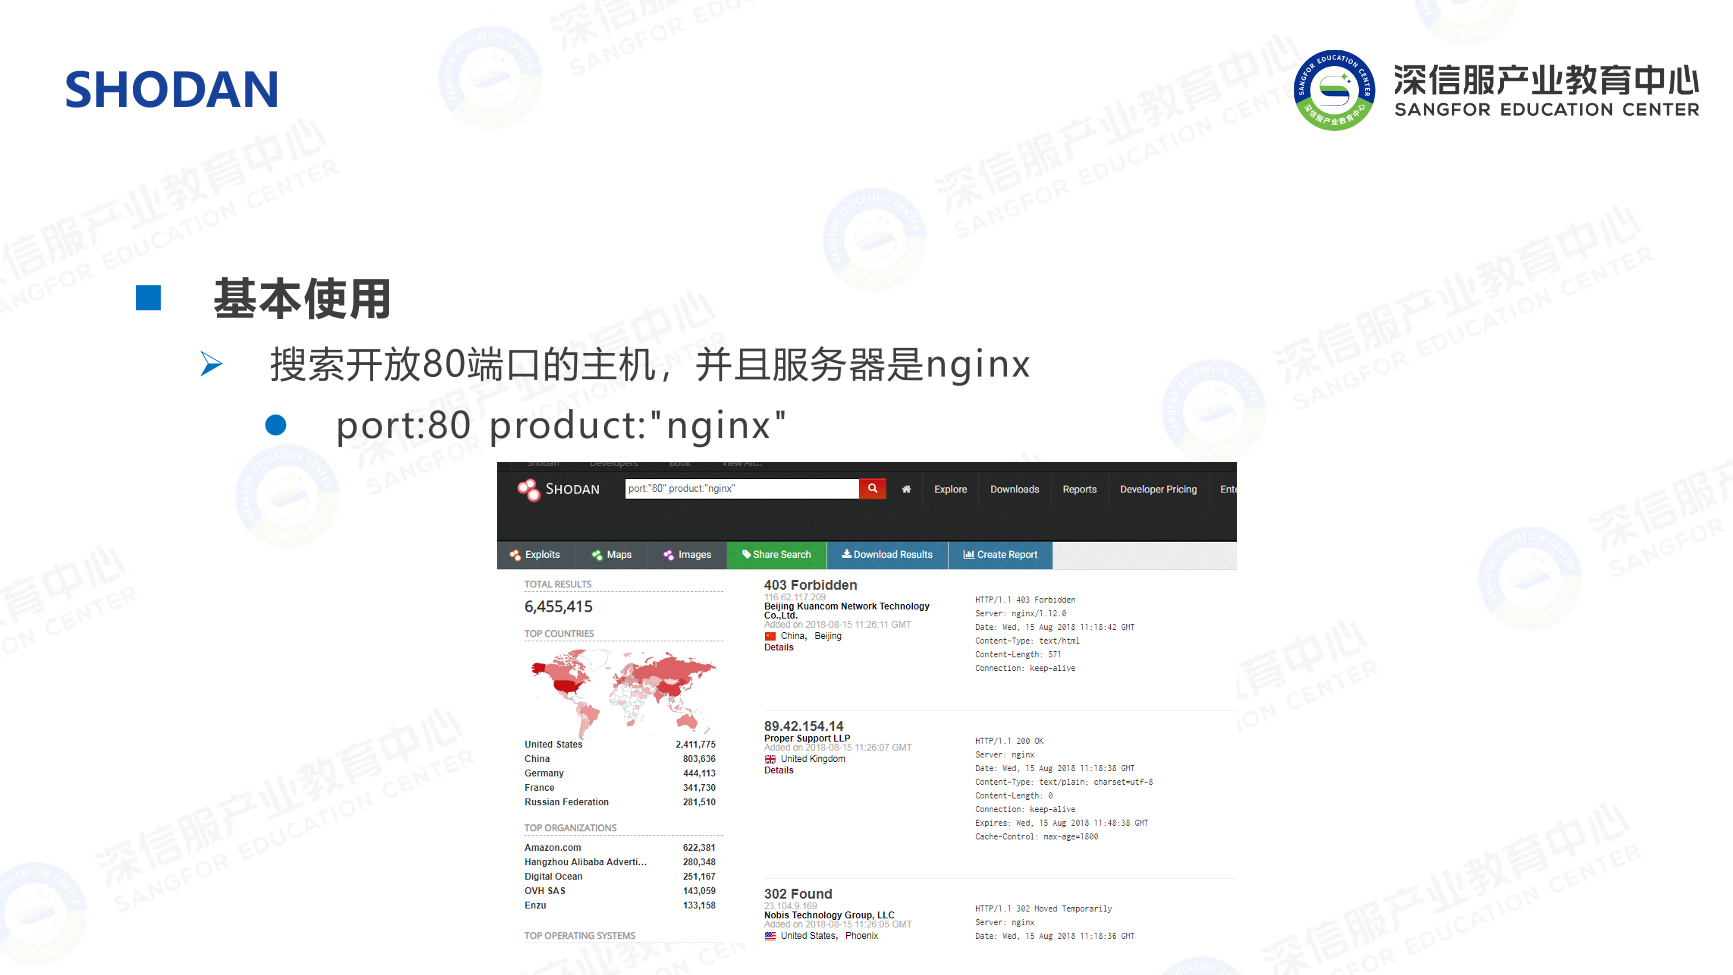 SHODAN
深信服产业教育中心
SANGFOR EDUCATION CENTER
基本使用
搜索开放80端口的主机，并且服务器是nginx
port:80 product:"nginx"
Shodan Developers Book View All...
SHODAN
port:"80" product:"nginx"
Explore Downloads Reports Developer Pricing
Exploits Maps Images Share Search Download Results Create Report
TOTAL RESULTS
6,455,415
TOP COUNTRIES
United States 2,411,775
China 803,636
Germany 444,113
France 341,730
Russian Federation 281,510
TOP ORGANIZATIONS
Amazon.com 622,381
Hangzhou Alibaba Adverti... 280,348
Digital Ocean 251,167
OVH SAS 143,059
Enzu 133,158
TOP OPERATING SYSTEMS
403 Forbidden
116.62.117.209
Beijing Kuancom Network Technology
Co.,Ltd.
Added on 2018-08-15 11:26:11 GMT
China, Beijing
Details
HTTP/1.1 403 Forbidden
Server: nginx/1.12.0
Date: Wed, 15 Aug 2018 11:18:42 GMT
Content-Type: text/html
Content-Length: 571
Connection: keep-alive
89.42.154.14
Proper Support LLP
Added on 2018-08-15 11:26:07 GMT
United Kingdom
Details
HTTP/1.1 200 OK
Server: nginx
Date: Wed, 15 Aug 2018 11:18:38 GMT
Content-Type: text/plain; charset=utf-8
Content-Length: 0
Connection: keep-alive
Expires: Wed, 15 Aug 2018 11:48:38 GMT
Cache-Control: max-age=1800
302 Found
23.104.9.169
Nobis Technology Group, LLC
Added on 2018-08-15 11:26:05 GMT
United States, Phoenix
HTTP/1.1 302 Moved Temporarily
Server: nginx
Date: Wed, 15 Aug 2018 11:18:36 GMT